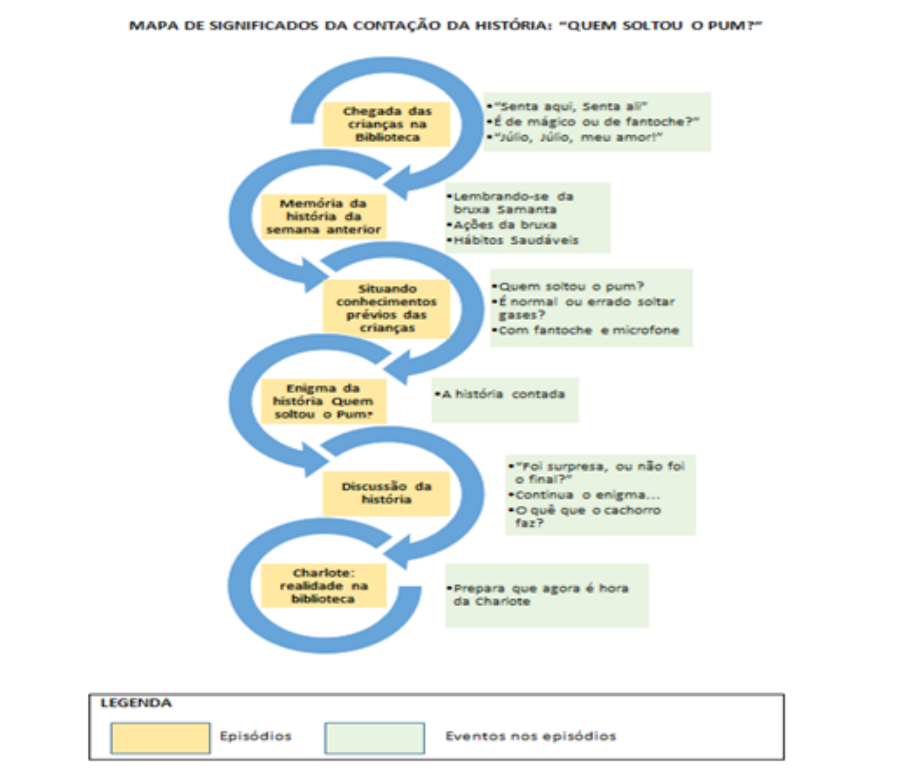 MAPA DE SIGNIFICADOS DA CONTAÇÃO DA HISTÓRIA: “QUEM SOLTOU O PUM?”
Chegada das
crianças na
Biblioteca
•“Senta aqui, Senta ali”
•É de mágico ou de fantoche?”
•“Júlio, Júlio, meu amor!”
Memória da
história da
semana anterior
•Lembrando-se da
bruxa Samanta
•Ações da bruxa
•Hábitos Saudáveis
Situando
conhecimentos
prévios das
crianças
•Quem soltou o pum?
•É normal ou errado soltar
gases?
•Com fantoche e microfone
Enigma da
história Quem
soltou o Pum?
•A história contada
Discussão da
história
•“Foi surpresa, ou não foi
o final?”
•Continua o enigma...
•O quê que o cachorro
faz?
Charlote:
realidade na
biblioteca
•Prepara que agora é hora
da Charlote
LEGENDA
Episódios
Eventos nos episódios